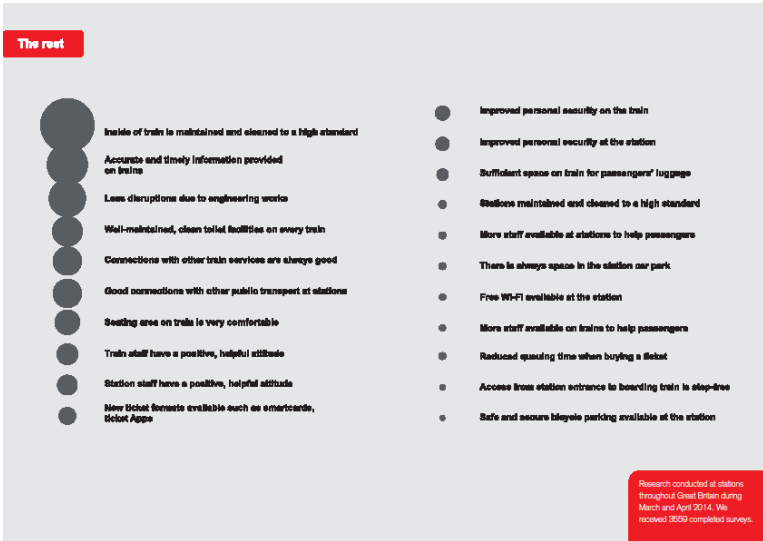 The rest
Inside of train is maintained and cleaned to a high standard
Accurate and timely information provided
on trains
Less disruptions due to engineering works
Well-maintained, clean toilet facilities on every train
Connections with other train services are always good
Good connections with other public transport at stations
Seating area on train is very comfortable
Train staff have a positive, helpful attitude
Station staff have a positive, helpful attitude
New ticket formats available such as smartcards,
ticket Apps
Improved personal security on the train
Improved personal security at the station
Sufficient space on train for passengers' luggage
Stations maintained and cleaned to a high standard
More staff available at stations to help passengers
There is always space in the station car park
Free Wi-Fi available at the station
More staff available on trains to help passengers
Reduced queuing time when buying a ticket
Access from station entrance to boarding train is step-free
Safe and secure bicycle parking available at the station
Research conducted at stations
throughout Great Britain during
March and April 2014. We
received 3559 completed surveys.